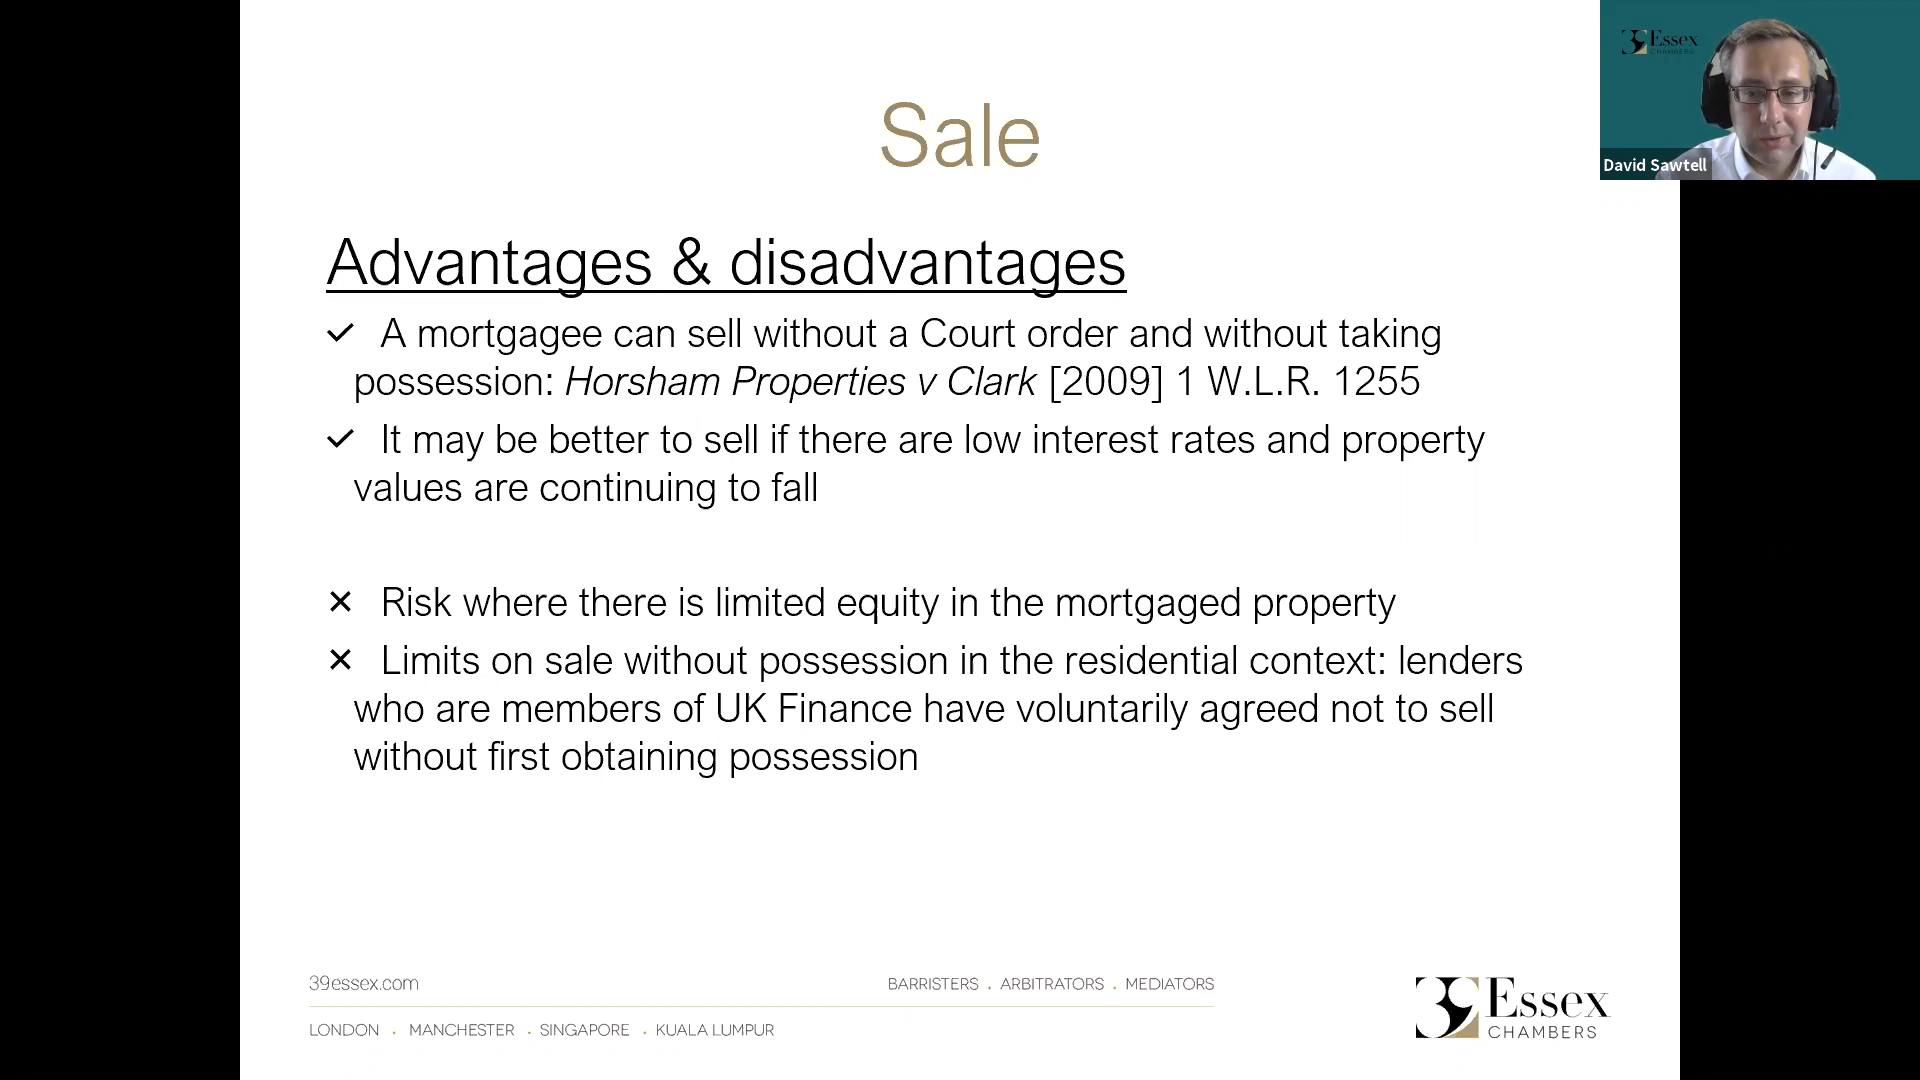 Sale
Advantages & disadvantages
✓ A mortgagee can sell without a Court order and without taking
possession: Horsham Properties v Clark [2009] 1 W.L.R. 1255
✓ It may be better to sell if there are low interest rates and property
values are continuing to fall
✕ Risk where there is limited equity in the mortgaged property
✕ Limits on sale without possession in the residential context: lenders
who are members of UK Finance have voluntarily agreed not to sell
without first obtaining possession
39essex.com
BARRISTERS . ARBITRATORS . MEDIATORS
LONDON . MANCHESTER . SINGAPORE . KUALA LUMPUR
39 Essex
CHAMBERS
39 Essex
CHAMBERS
David Sawtell